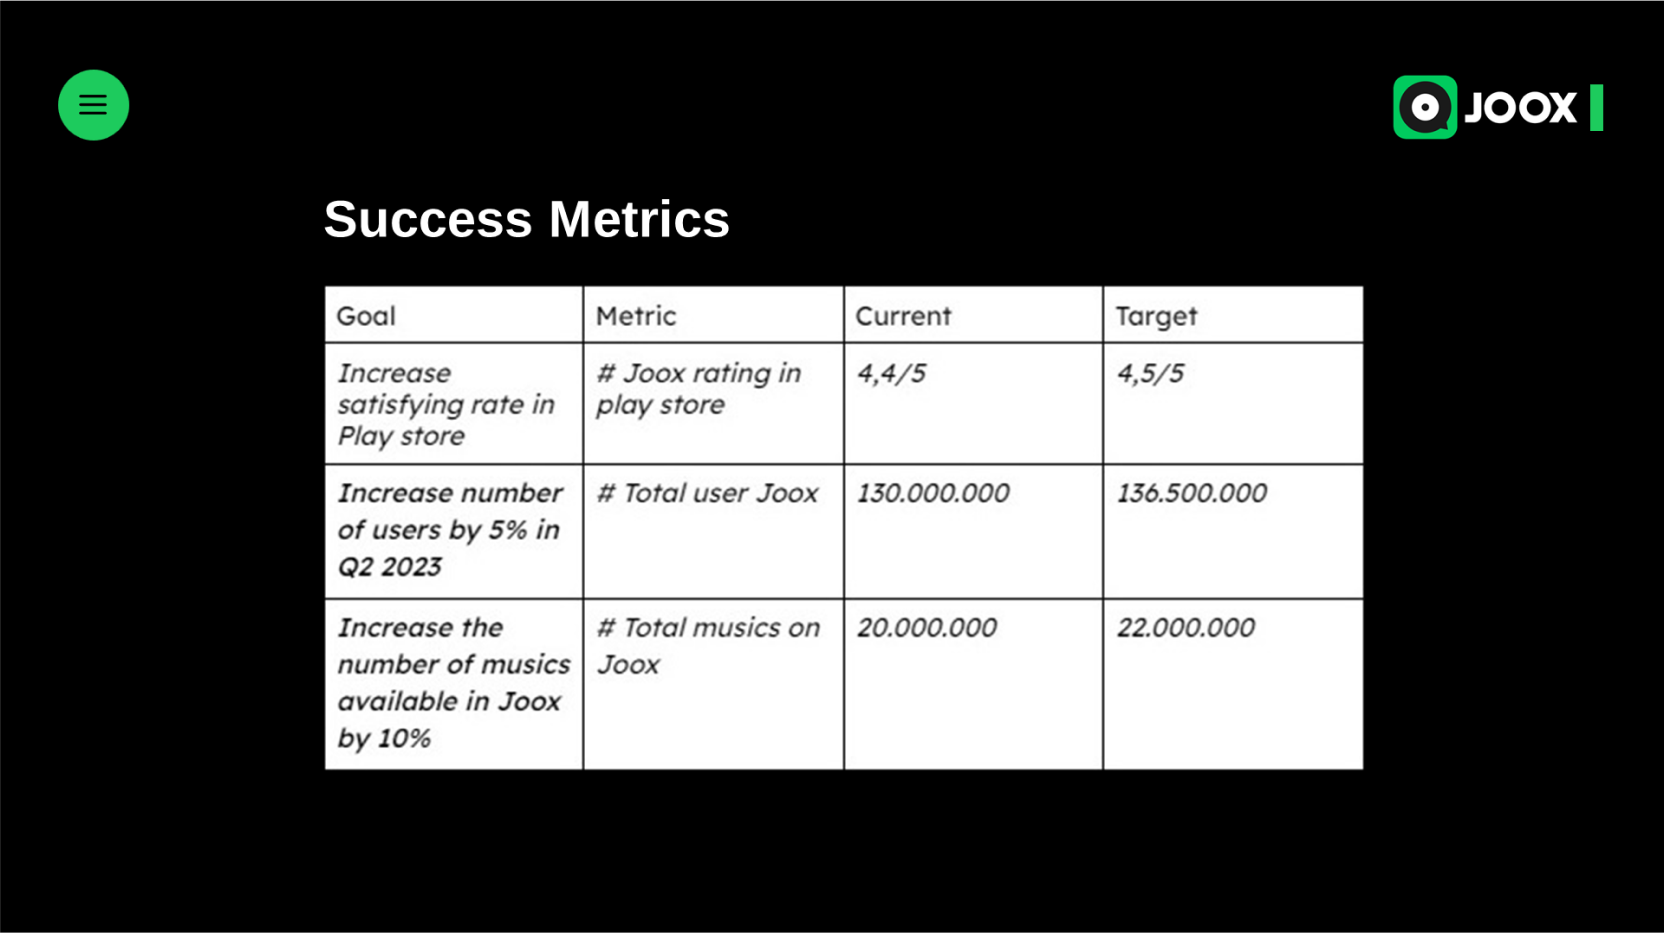 JOOX
Success Metrics
Goal
Metric
Current
Target
Increase
satisfying rate in
Play store
# Joox rating in
play store
4,4/5
4,5/5
Increase number
of users by 5% in
Q2 2023
# Total user Joox
130.000.000
136.500.000
Increase the
number of musics
available in Joox
by 10%
# Total musics on
Joox
20.000.000
22.000.000